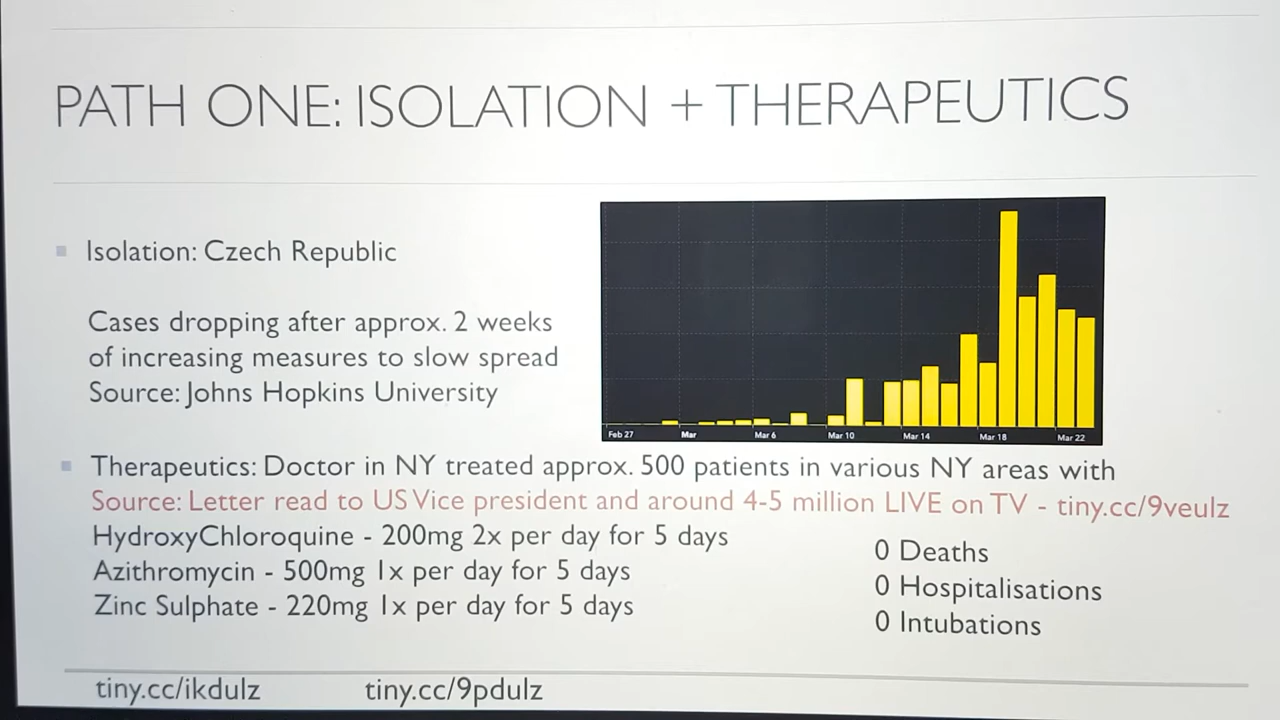 PATH ONE: ISOLATION + THERAPEUTICS
Isolation: Czech Republic
Cases dropping after approx. 2 weeks
of increasing measures to slow spread
Source: Johns Hopkins University
Feb 27 Mar Mar 6 Mar 10 Mar 14 Mar 18 Mar 22
Therapeutics: Doctor in NY treated approx. 500 patients in various NY areas with
Source: Letter read to US Vice president and around 4-5 million LIVE on TV - tiny.cc/9veulz
HydroxyChloroquine - 200mg 2x per day for 5 days
Azithromycin - 500mg 1x per day for 5 days
Zinc Sulphate - 220mg 1x per day for 5 days
0 Deaths
0 Hospitalisations
0 Intubations
tiny.cc/ikdulz tiny.cc/9pdulz